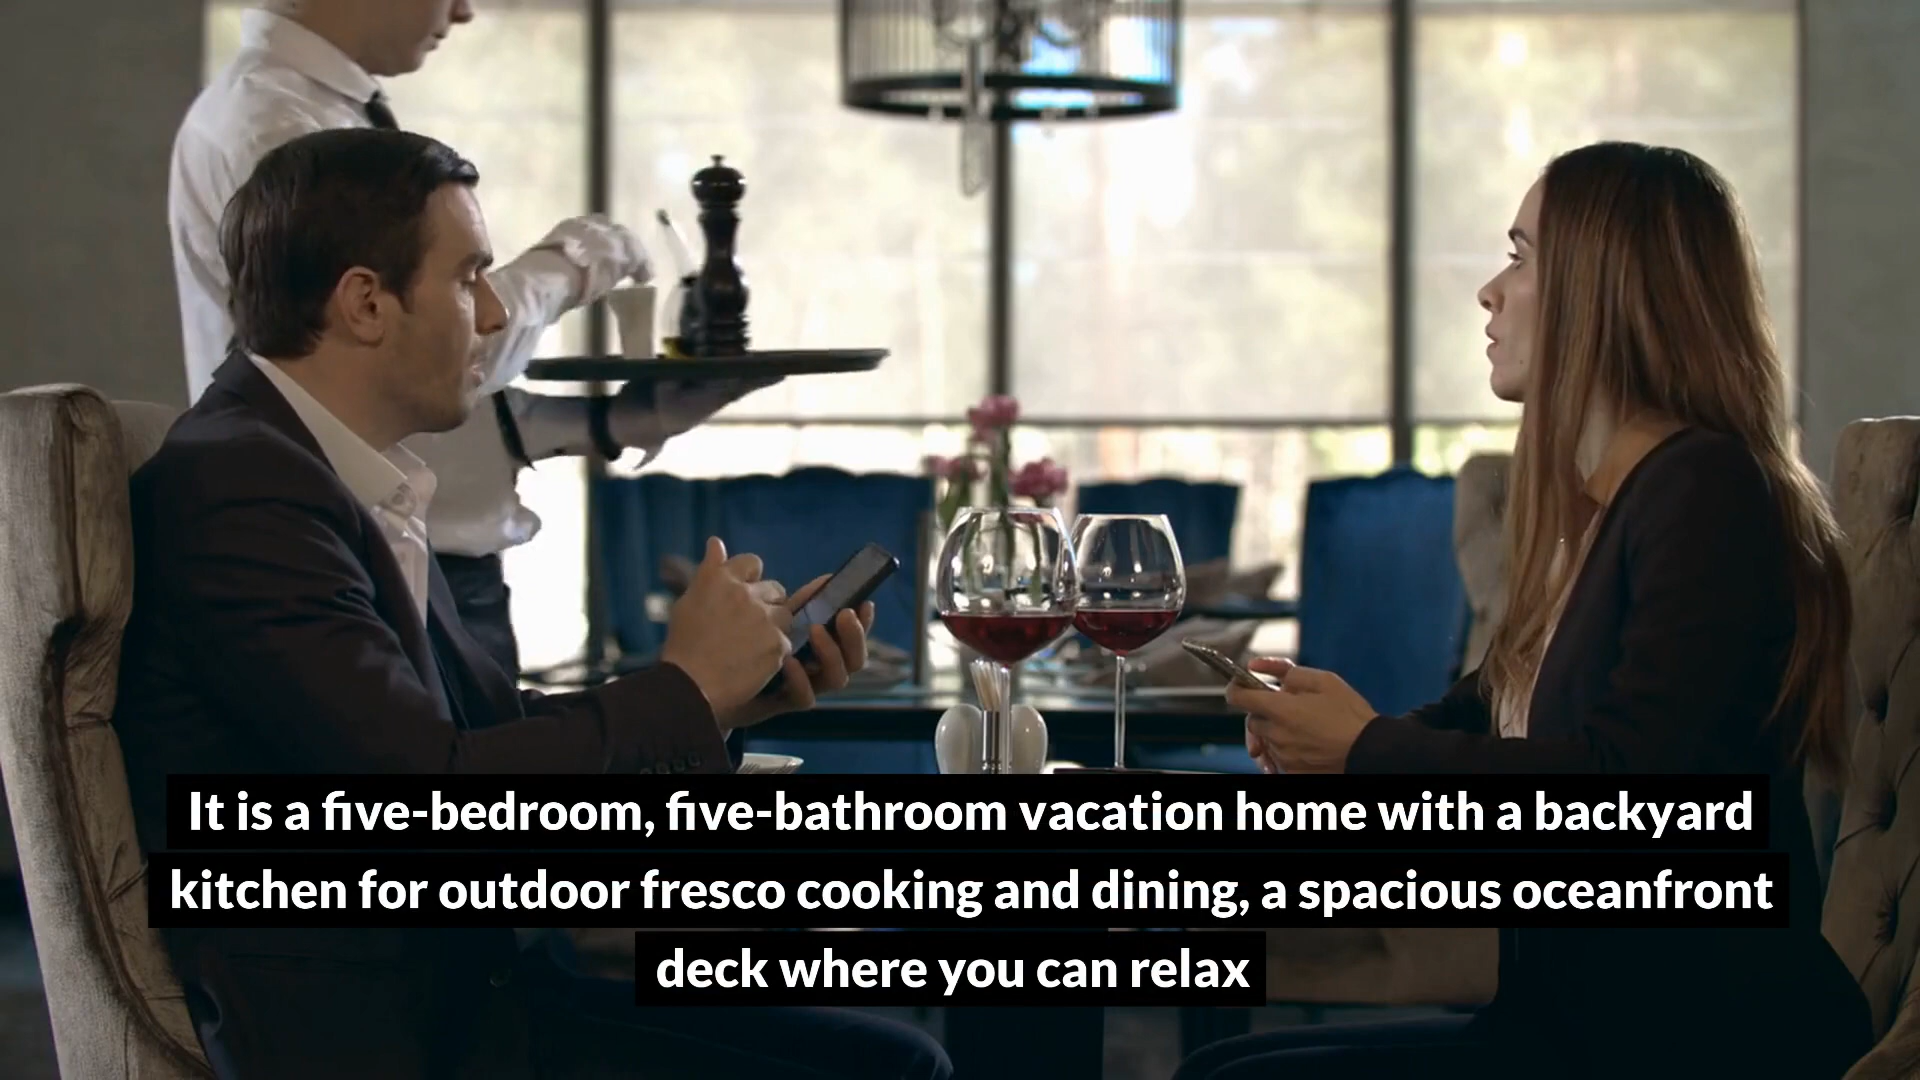 It is a five-bedroom, five-bathroom vacation home with a backyard
kitchen for outdoor fresco cooking and dining, a spacious oceanfront
deck where you can relax